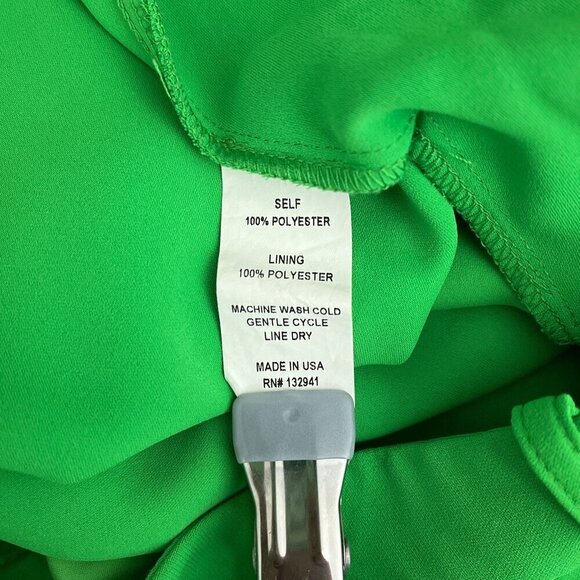 SELF
100% POLYESTER
LINING
100% POLYESTER
MACHINE WASH COLD
GENTLE CYCLE
LINE DRY
MADE IN USA
RN# 132941